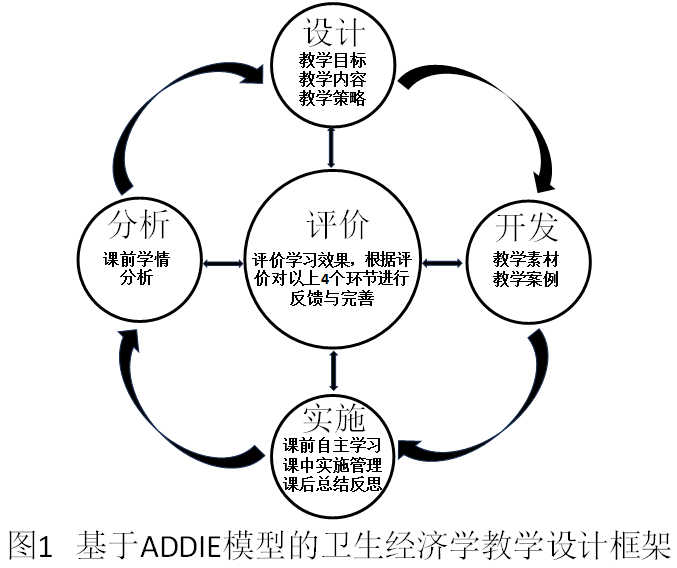 设计
教学目标
教学内容
教学策略
分析
课前学情
分析
评价
评价学习效果，根据评
价对以上4个环节进行
反馈与完善
开发
教学素材
教学案例
实施
课前自主学习
课中实施管理
课后总结反思
图1 基于ADDIE模型的卫生经济学教学设计框架